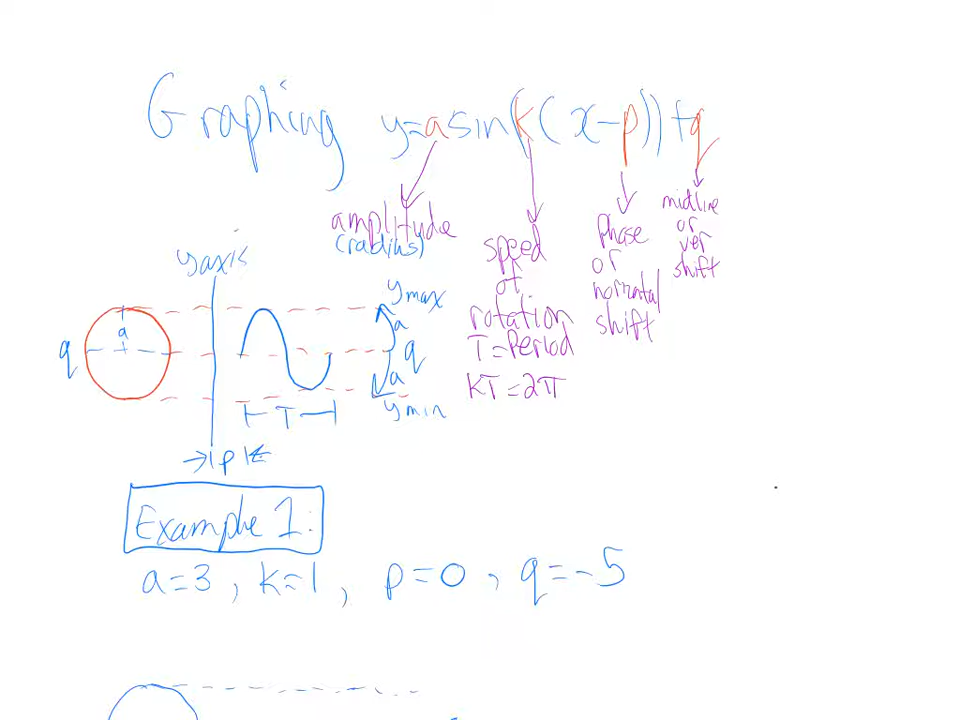 Graphing y=asin(k(x-p))+q
amplitude
(radius)
speed
of
rotation
T=Period
KT=2π
Phase
or
horizontal
shift
midline
or
ver
shift
y axis
ymax
a
q
a
ymin
q
a
T
p
Example 1:
a=3, k=1, p=0, q=-5